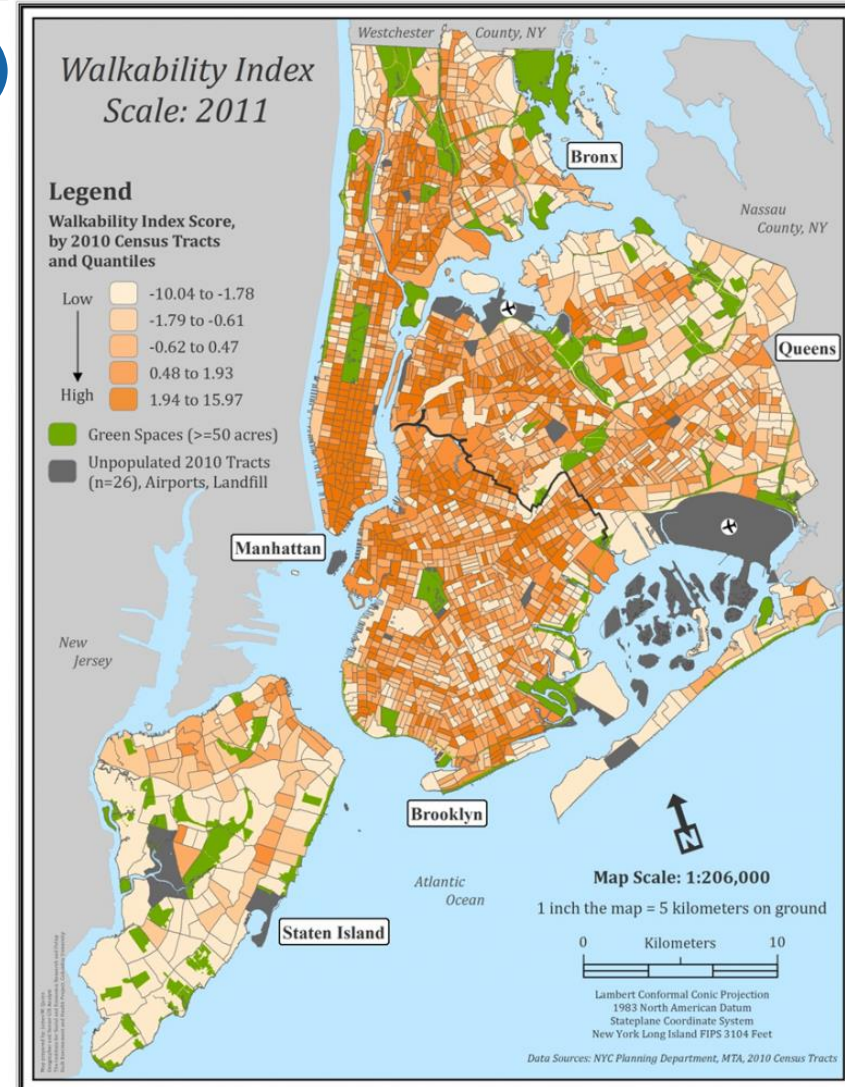 Westchester County, NY
Walkability Index
Scale: 2011
Bronx
Legend
Nassau
County, NY
Walkability Index Score,
by 2010 Census Tracts
and Quantiles
Low
High
-10.04 to -1.78
-1.79 to -0.61
-0.62 to 0.47
0.48 to 1.93
1.94 to 15.97
Queens
Green Spaces (>=50 acres)
Unpopulated 2010 Tracts
(n=26), Airports, Landfill
Manhattan
New
Jersey
Brooklyn
Atlantic
Ocean
Staten Island
N
Map Scale: 1:206,000
1 inch the map = 5 kilometers on ground
0 Kilometers 10
Lambert Conformal Conic Projection
1983 North American Datum
Stateplane Coordinate System
New York Long Island FIPS 3104 Feet
Data Sources: NYC Planning Department, MTA, 2010 Census Tracts